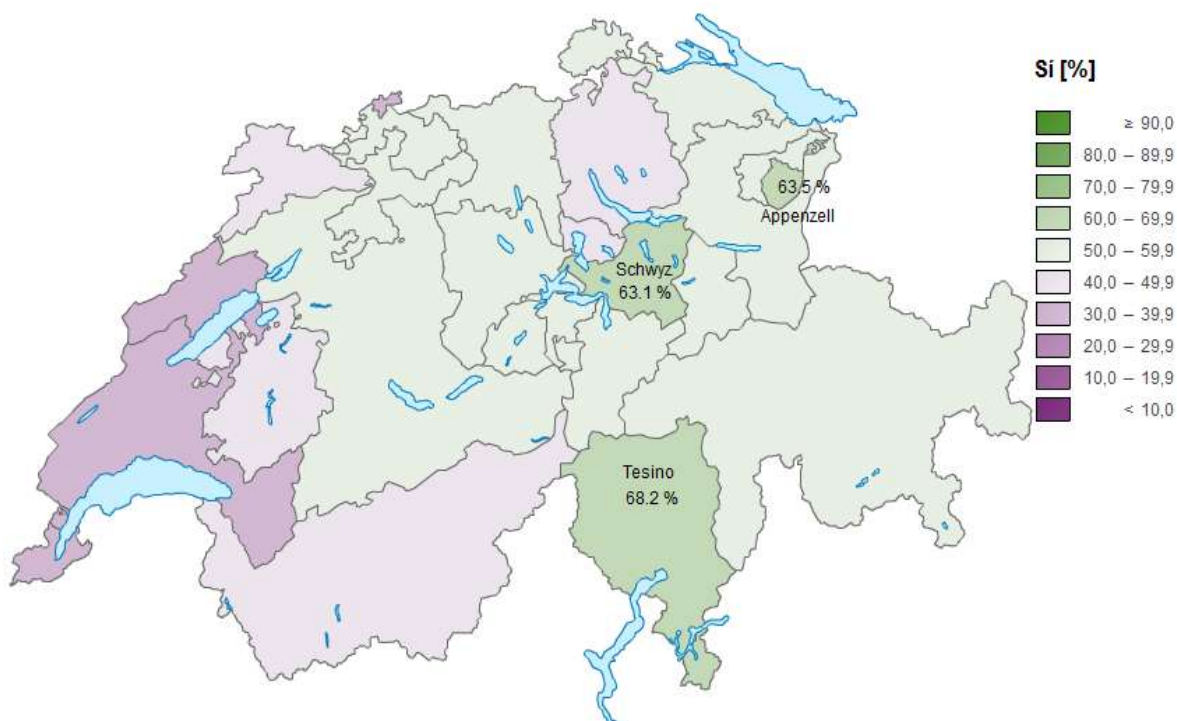 Sí [%]
≥ 90,0
80,0 – 89,9
70,0 – 79,9
60,0 – 69,9
50,0 – 59,9
40,0 – 49,9
30,0 – 39,9
20,0 – 29,9
10,0 – 19,9
< 10,0
63.5 %
Appenzell
Schwyz
63.1 %
Tesino
68.2 %